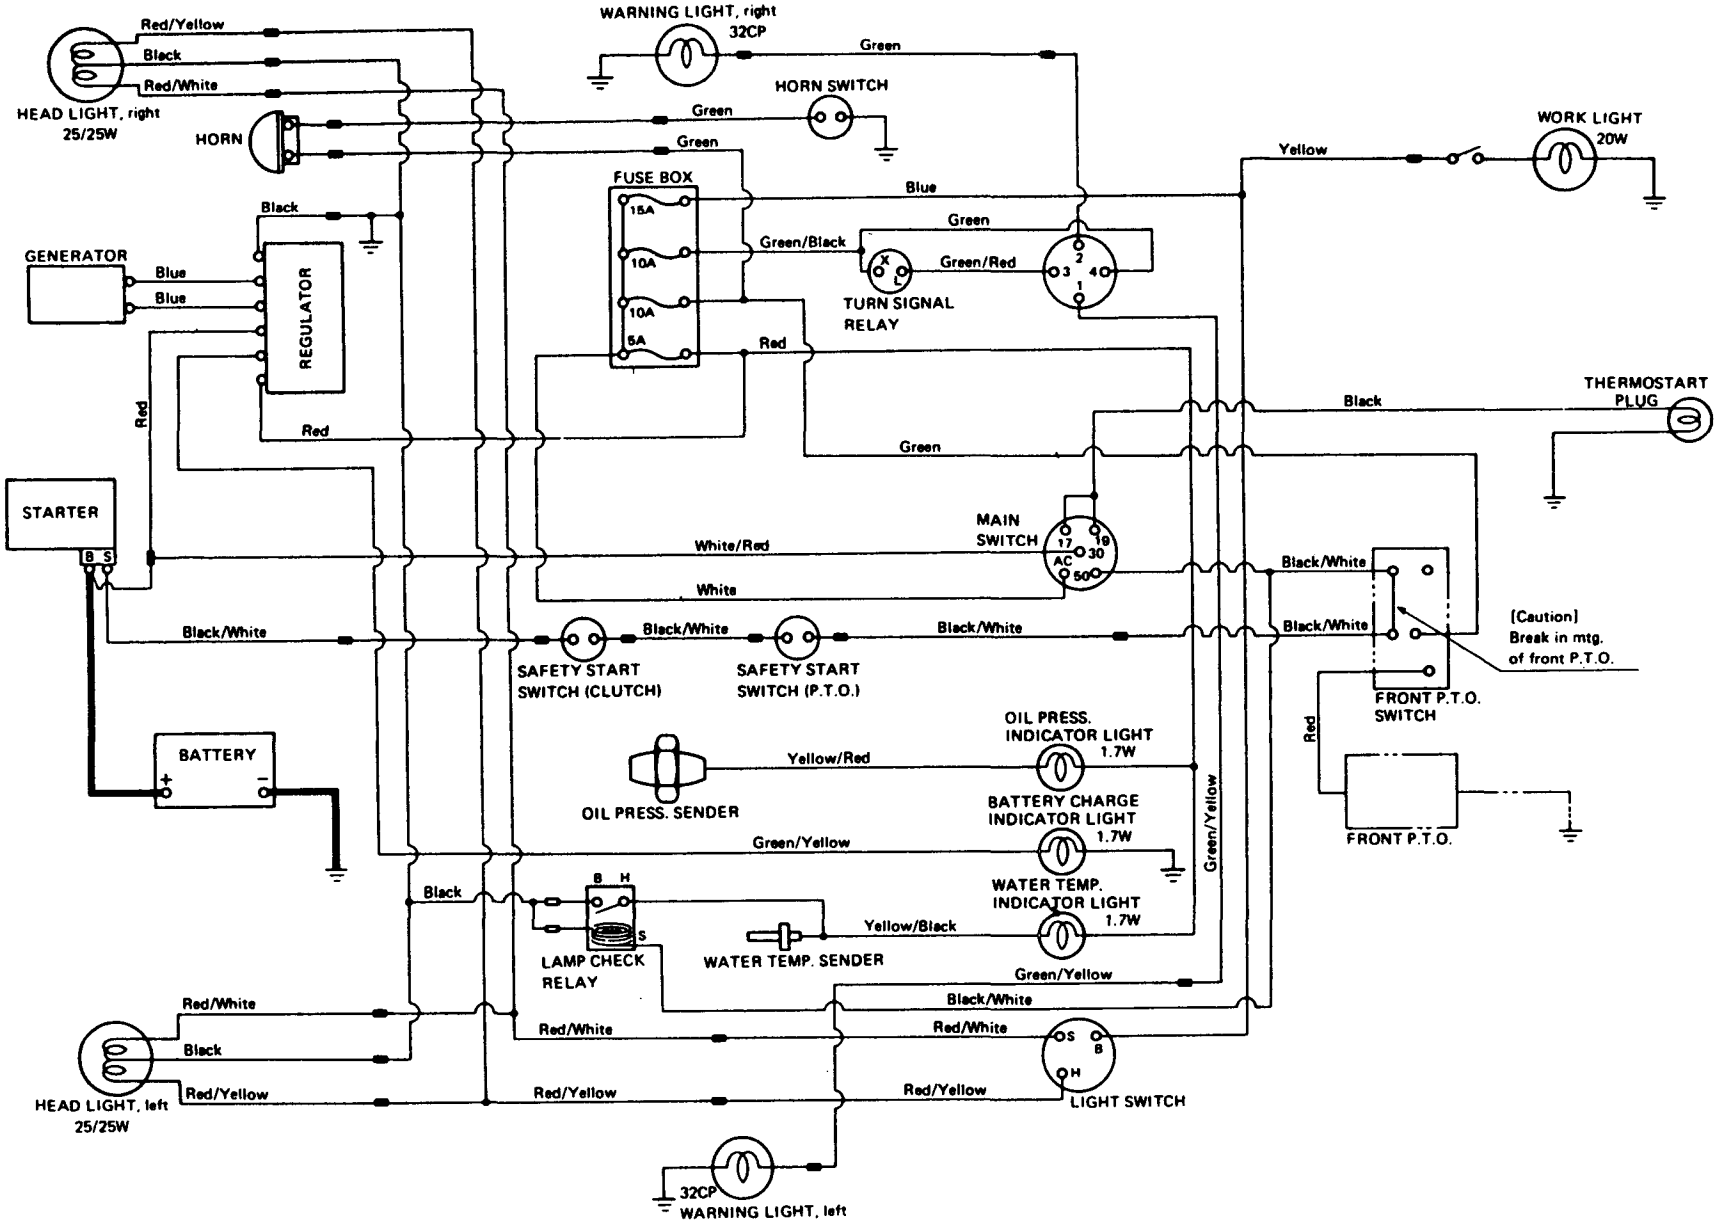 Red/Yellow
Black
Red/White
HEAD LIGHT, right
25/25W
WARNING LIGHT, right
32CP
Green
HORN SWITCH
Green
HORN
Green
WORK LIGHT
20W
Yellow
FUSE BOX
15A
10A
10A
5A
Blue
Green
Green/Black
X
L
Green/Red
TURN SIGNAL
RELAY
2
3
4
1
Black
GENERATOR
Blue
Blue
REGULATOR
Red
Red
Red
THERMOSTART
PLUG
Black
Green
STARTER
B S
MAIN
SWITCH
17
19
30
AC
50
White/Red
White
Black/White
Black/White
Black/White
Black/White
Black/White
SAFETY START
SWITCH (CLUTCH)
SAFETY START
SWITCH (P.T.O.)
[Caution]
Break in mtg.
of front P.T.O.
FRONT P.T.O.
SWITCH
Red
FRONT P.T.O.
BATTERY
+ −
OIL PRESS.
INDICATOR LIGHT
1.7W
Yellow/Red
OIL PRESS. SENDER
BATTERY CHARGE
INDICATOR LIGHT
1.7W
Green/Yellow
Green/Yellow
WATER TEMP.
INDICATOR LIGHT
1.7W
Black
B H
S
LAMP CHECK
RELAY
Yellow/Black
WATER TEMP. SENDER
Green/Yellow
Black/White
Red/White
Red/White
Red/White
S
B
H
LIGHT SWITCH
Black
Red/Yellow
Red/Yellow
Red/Yellow
HEAD LIGHT, left
25/25W
32CP
WARNING LIGHT, left